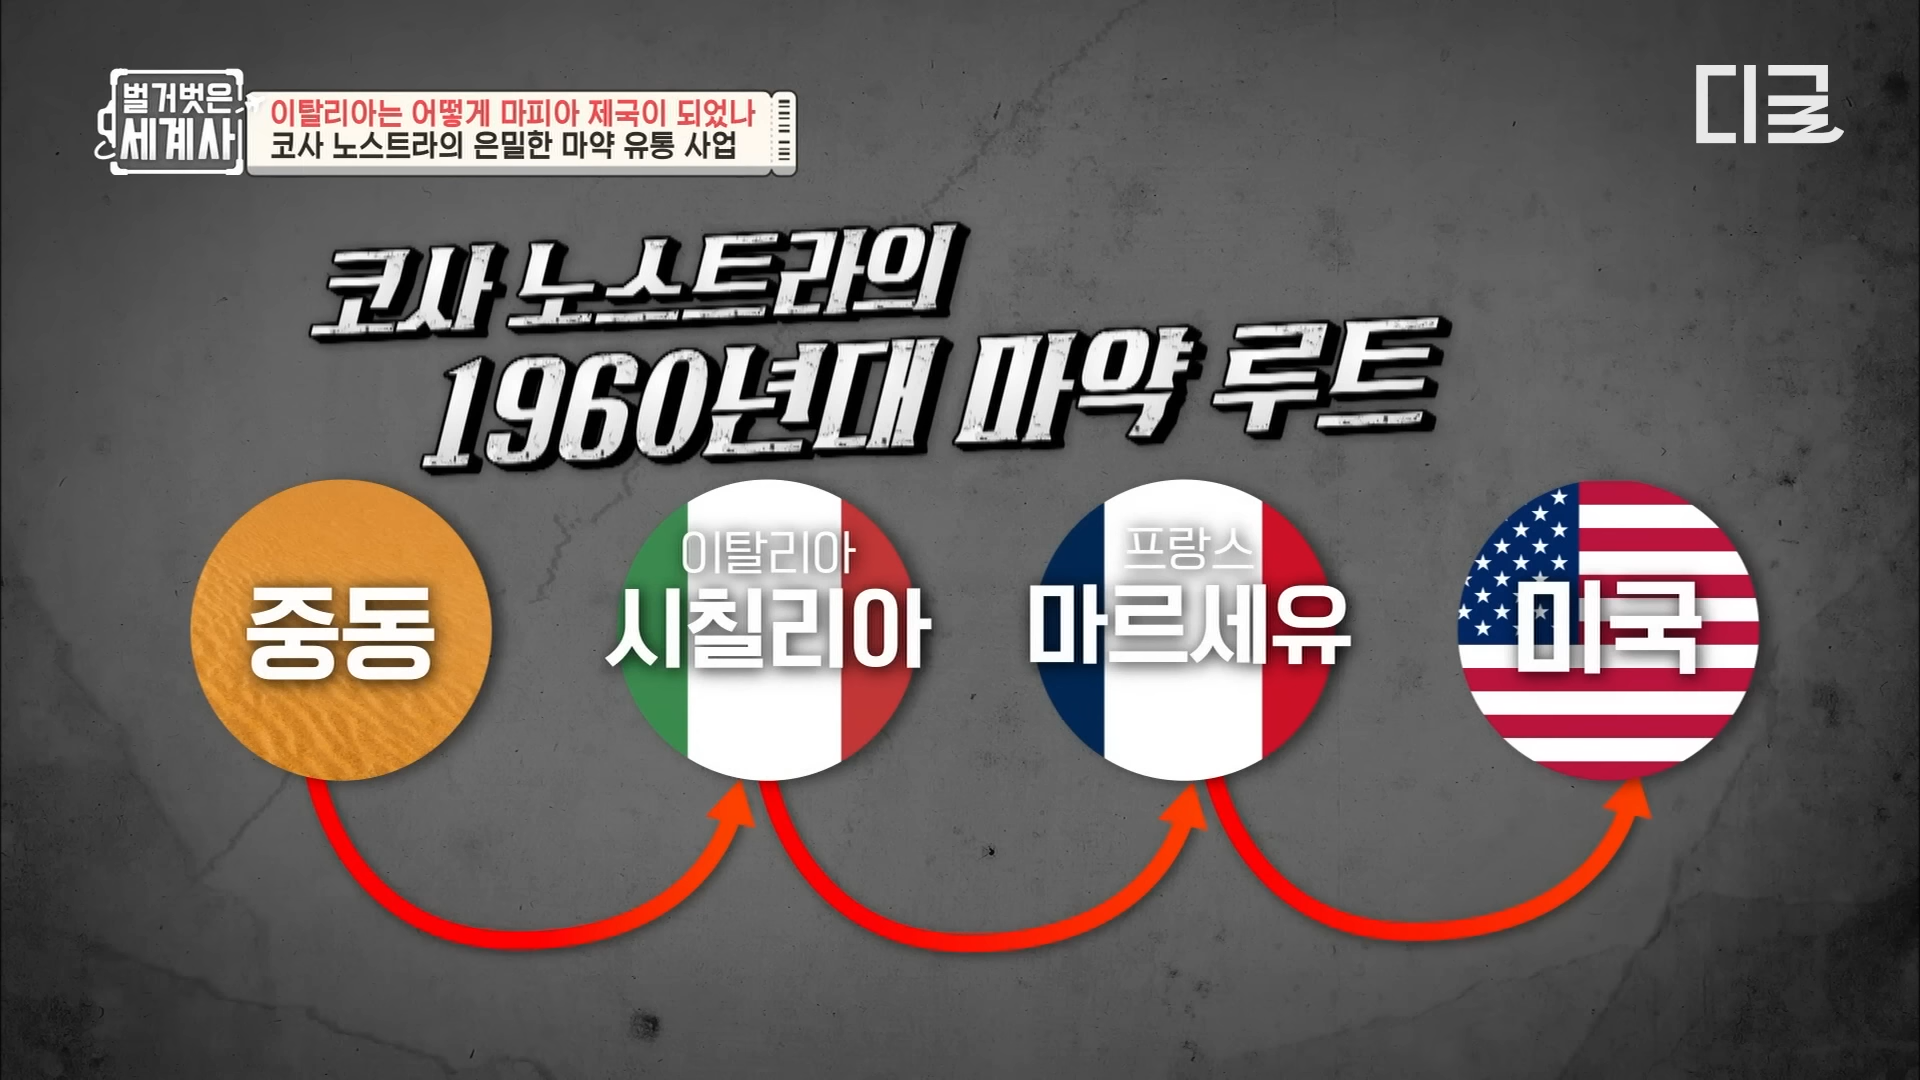 벌거벗은
세계사
이탈리아는 어떻게 마피아 제국이 되었나
코사 노스트라의 은밀한 마약 유통 사업
디글
코사 노스트라의
1960년대 마약 루트
중동
이탈리아
시칠리아
프랑스
마르세유
미국